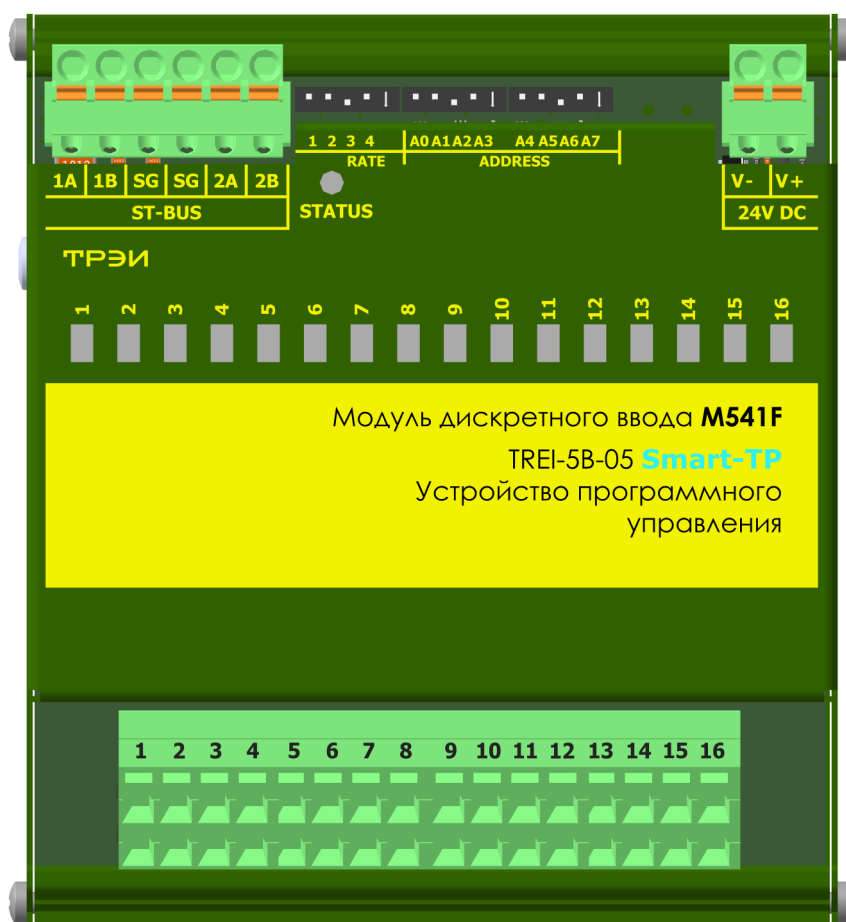 1 2 3 4 A0 A1 A2 A3 A4 A5 A6 A7
RATE ADDRESS
1A 1B SG SG 2A 2B
V- V+
ST-BUS STATUS 24V DC
ТРЭИ
1 2 3 4 5 6 7 8 9 10 11 12 13 14 15 16
Модуль дискретного ввода M541F
TREI-5B-05 Smart-TP
Устройство программного
управления
1 2 3 4 5 6 7 8 9 10 11 12 13 14 15 16